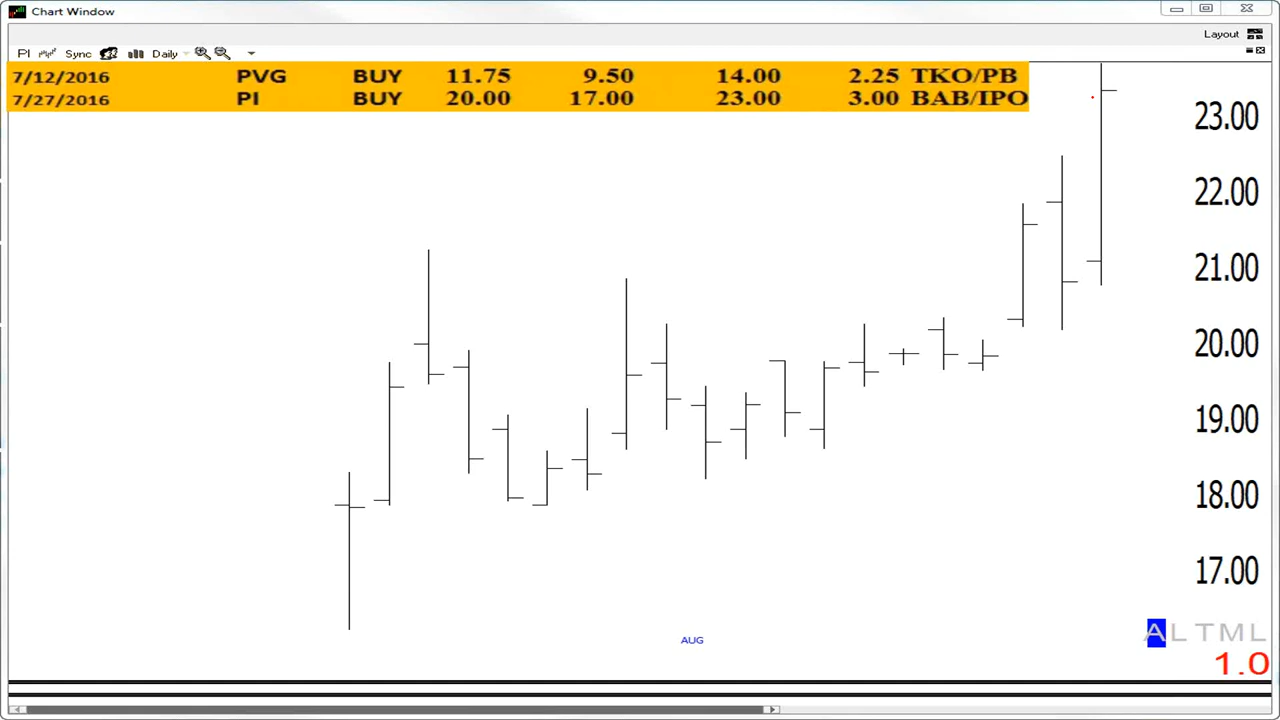 Chart Window
Layout
PI Sync Daily
7/12/2016 PVG BUY 11.75 9.50 14.00 2.25 TKO/PB
7/27/2016 PI BUY 20.00 17.00 23.00 3.00 BAB/IPO
23.00
22.00
21.00
20.00
19.00
18.00
17.00
AUG
A L T M L
1.0